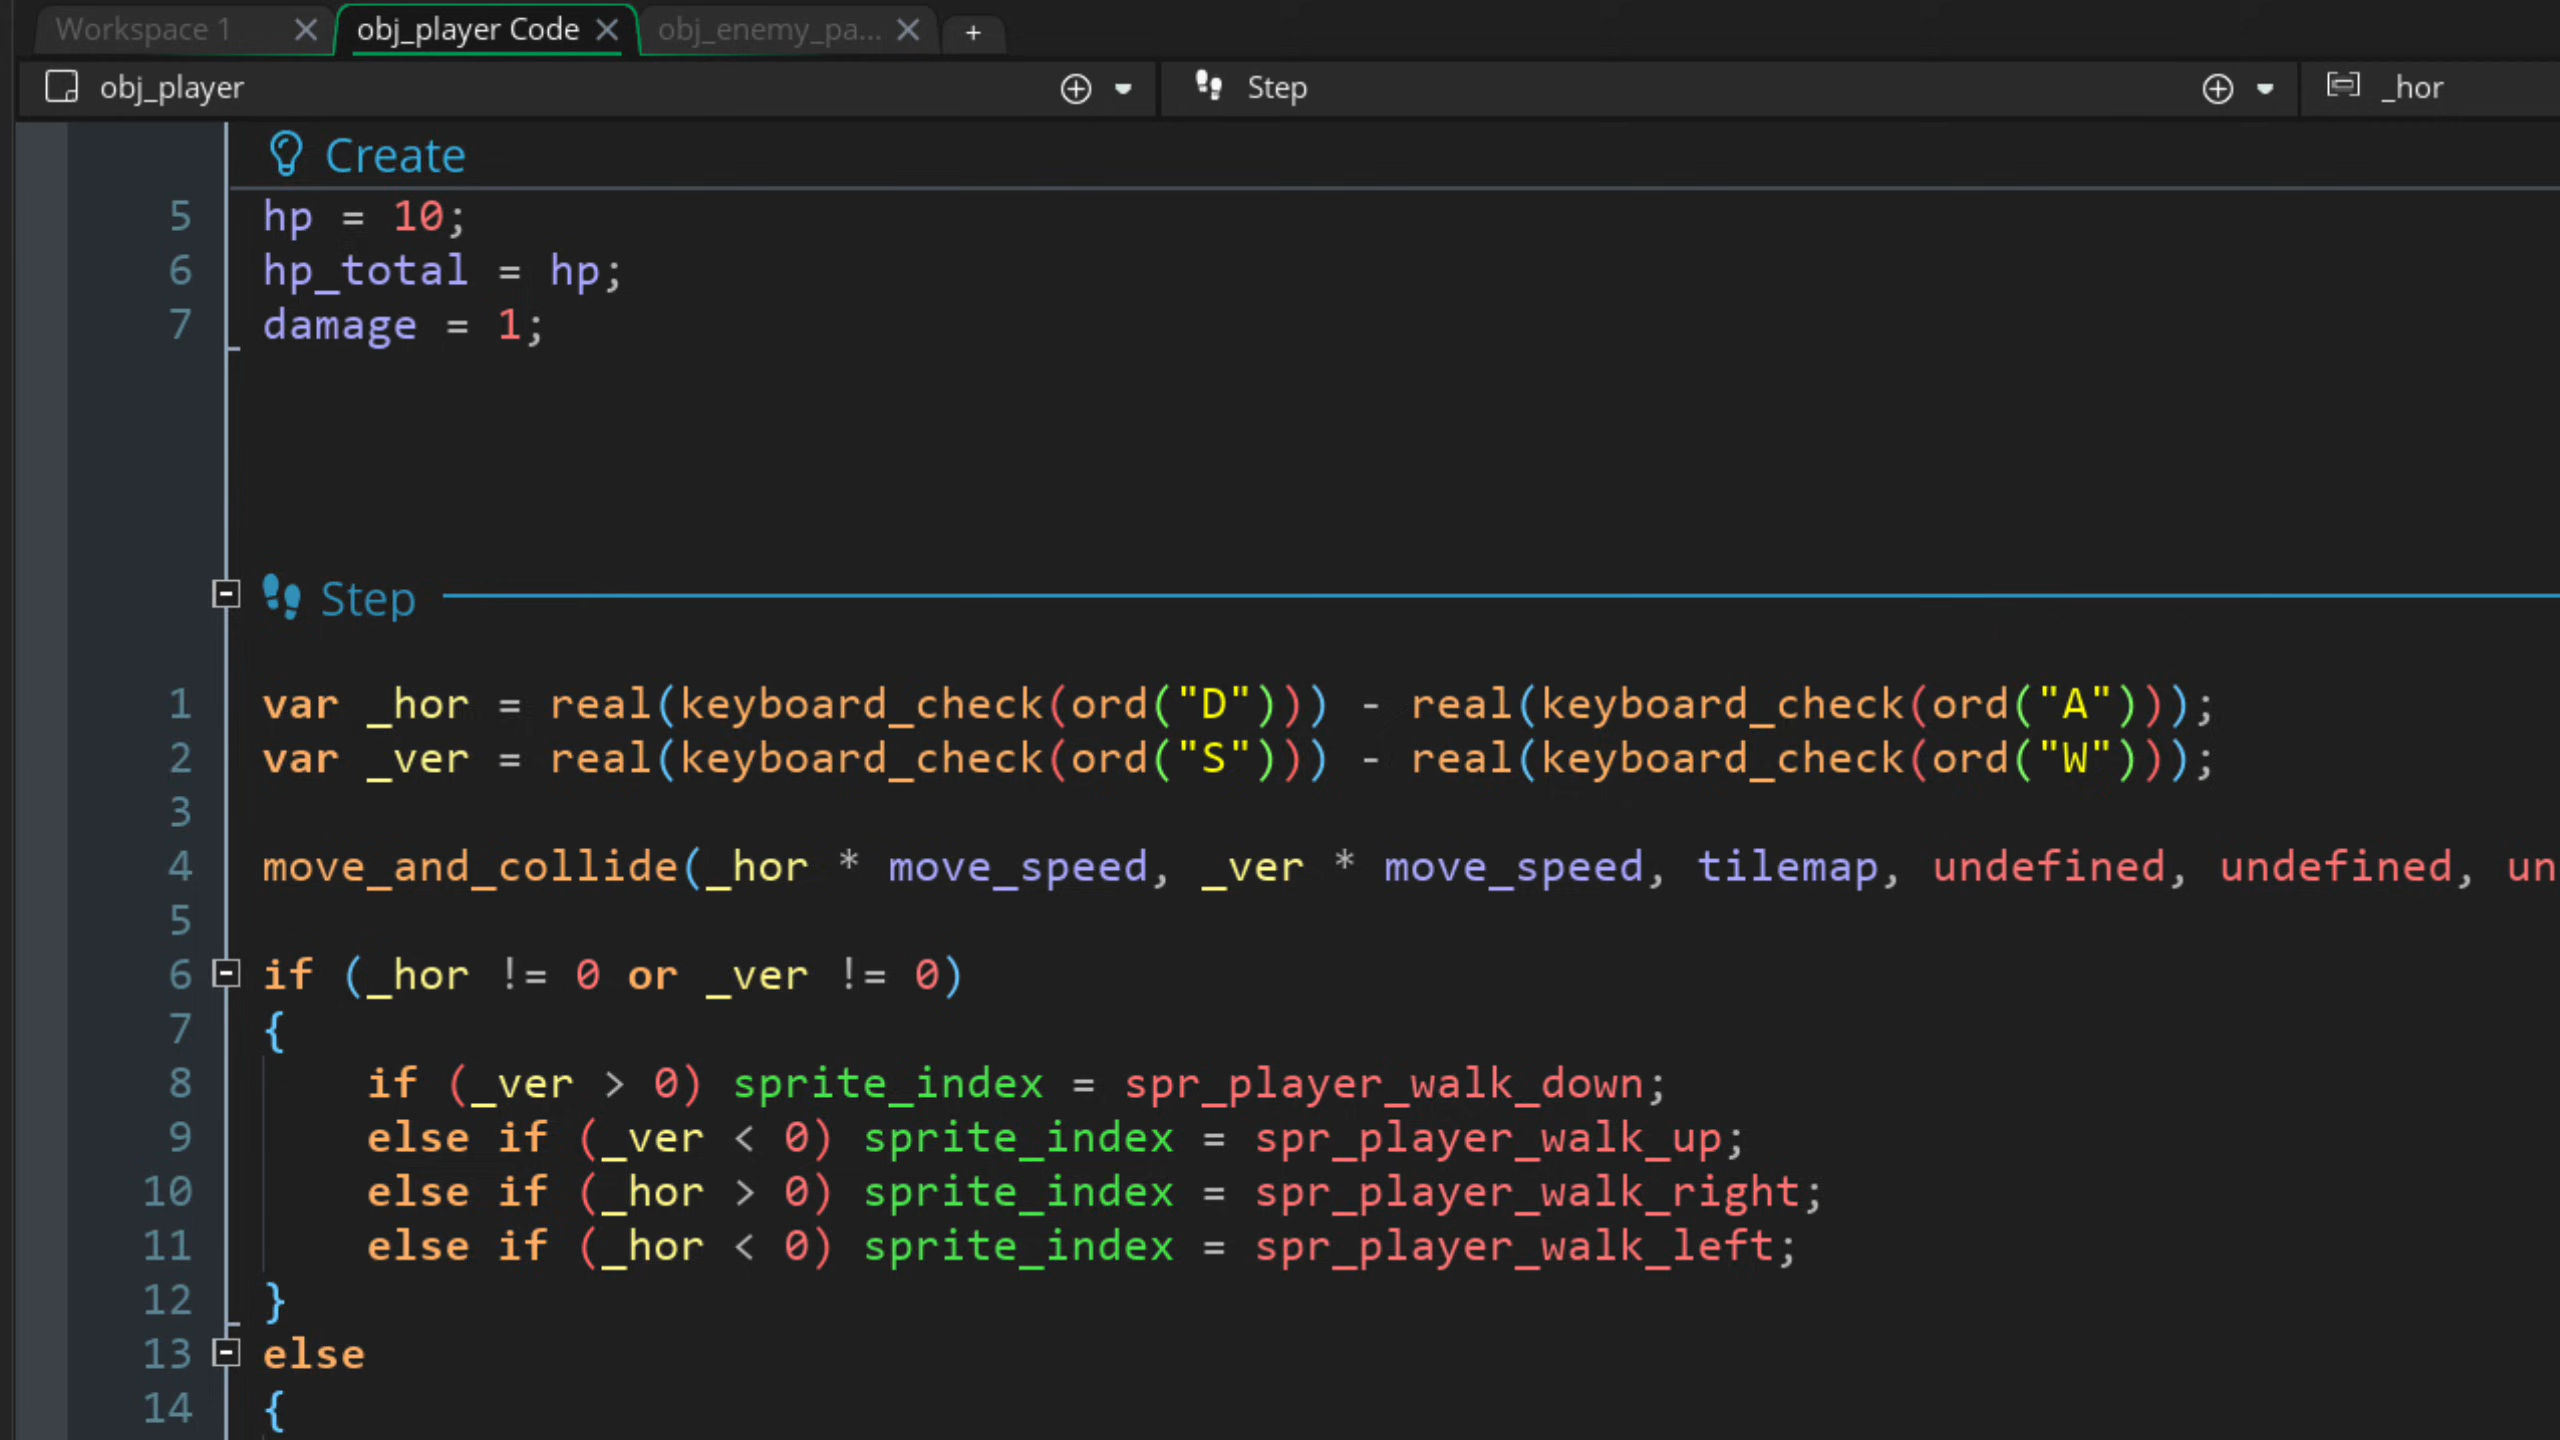 Workspace 1 obj_player Code obj_enemy_pa... +
obj_player Step _hor
Create
5 hp = 10;
6 hp_total = hp;
7 damage = 1;
Step
1 var _hor = real(keyboard_check(ord("D"))) - real(keyboard_check(ord("A")));
2 var _ver = real(keyboard_check(ord("S"))) - real(keyboard_check(ord("W")));
3
4 move_and_collide(_hor * move_speed, _ver * move_speed, tilemap, undefined, undefined, un
5
6 if (_hor != 0 or _ver != 0)
7 {
8 if (_ver > 0) sprite_index = spr_player_walk_down;
9 else if (_ver < 0) sprite_index = spr_player_walk_up;
10 else if (_hor > 0) sprite_index = spr_player_walk_right;
11 else if (_hor < 0) sprite_index = spr_player_walk_left;
12 }
13 else
14 {